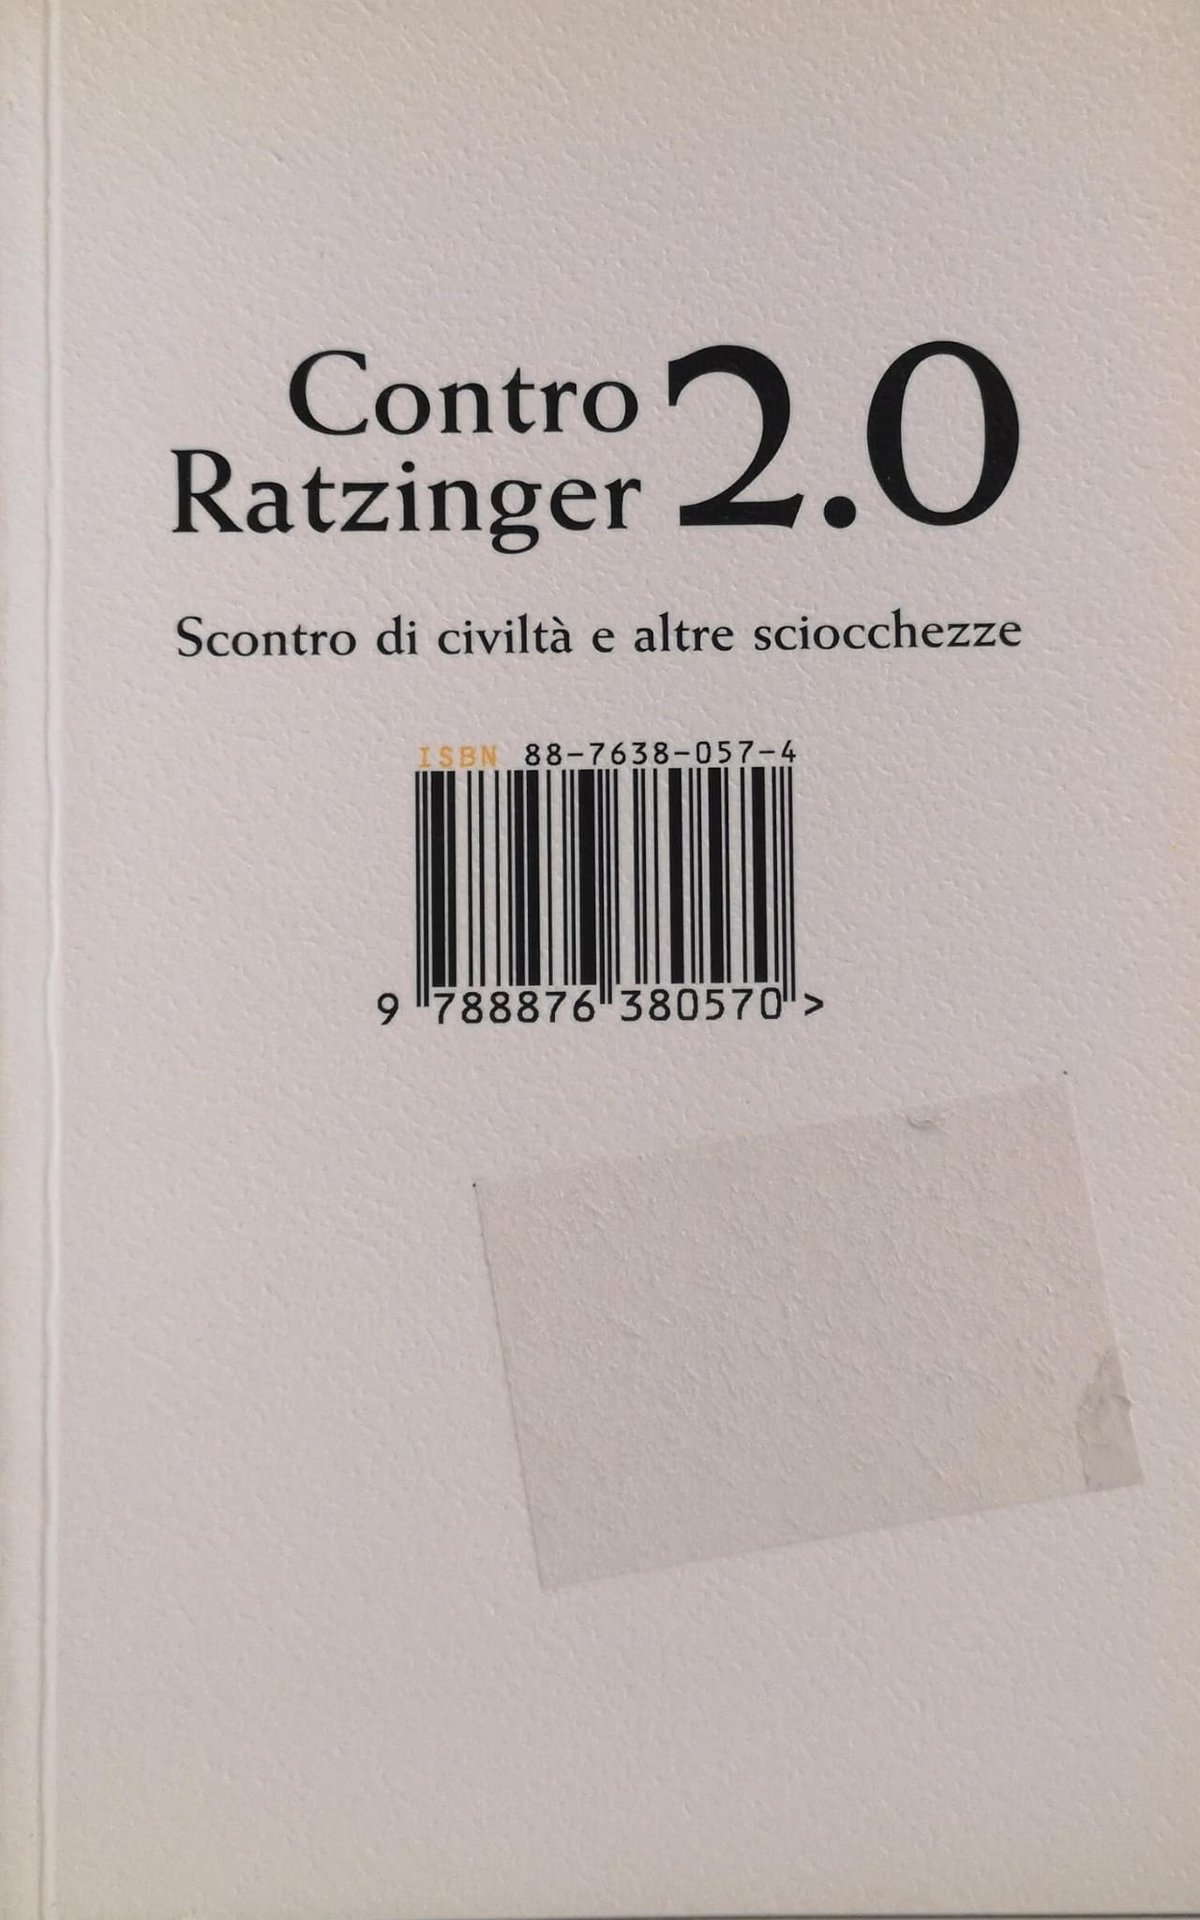 Contro
Ratzinger 2.0
Scontro di civiltà e altre sciocchezze
ISBN 88-7638-057-4
9 788876 380570 >